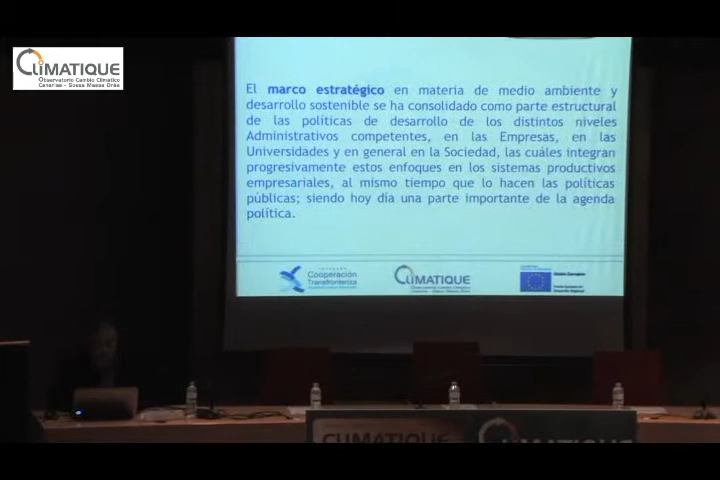 CLIMATIQUE
Observatorio Cambio Climático
Canarias - Souss Massa Drâa
El marco estratégico en materia de medio ambiente y
desarrollo sostenible se ha consolidado como parte estructural
de las políticas de desarrollo de los distintos niveles
Administrativos competentes, en las Empresas, en las
Universidades y en general en la Sociedad, las cuáles integran
progresivamente estos enfoques en los sistemas productivos
empresariales, al mismo tiempo que lo hacen las políticas
públicas; siendo hoy día una parte importante de la agenda
política.
Cooperación
Transfronteriza
CLIMATIQUE
Unión Europea
CLIMATIQUE